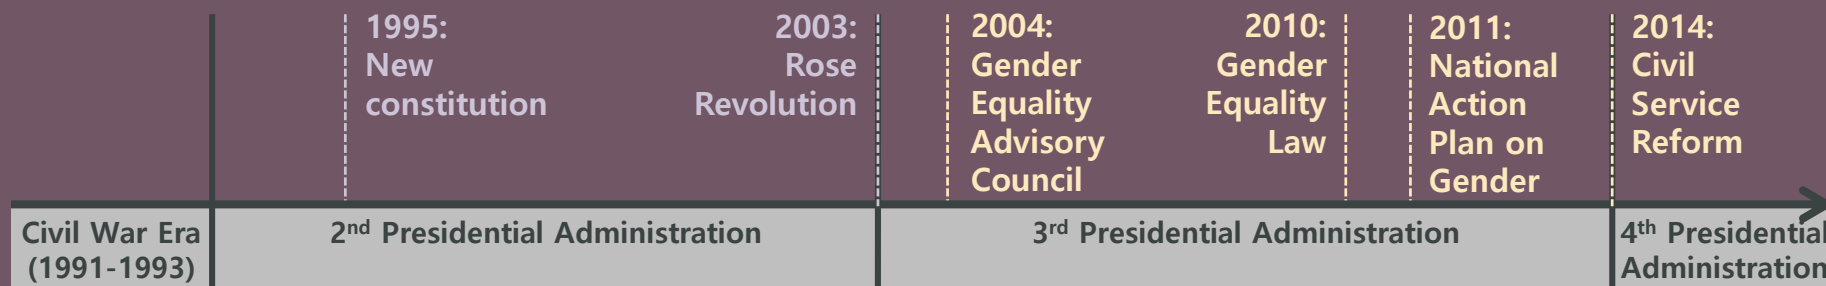 1995:
New
constitution
2003:
Rose
Revolution
2004:
Gender
Equality
Advisory
Council
2010:
Gender
Equality
Law
2011:
National
Action
Plan on
Gender
2014:
Civil
Service
Reform
Civil War Era
(1991-1993)
2nd Presidential Administration
3rd Presidential Administration
4th Presidential
Administration